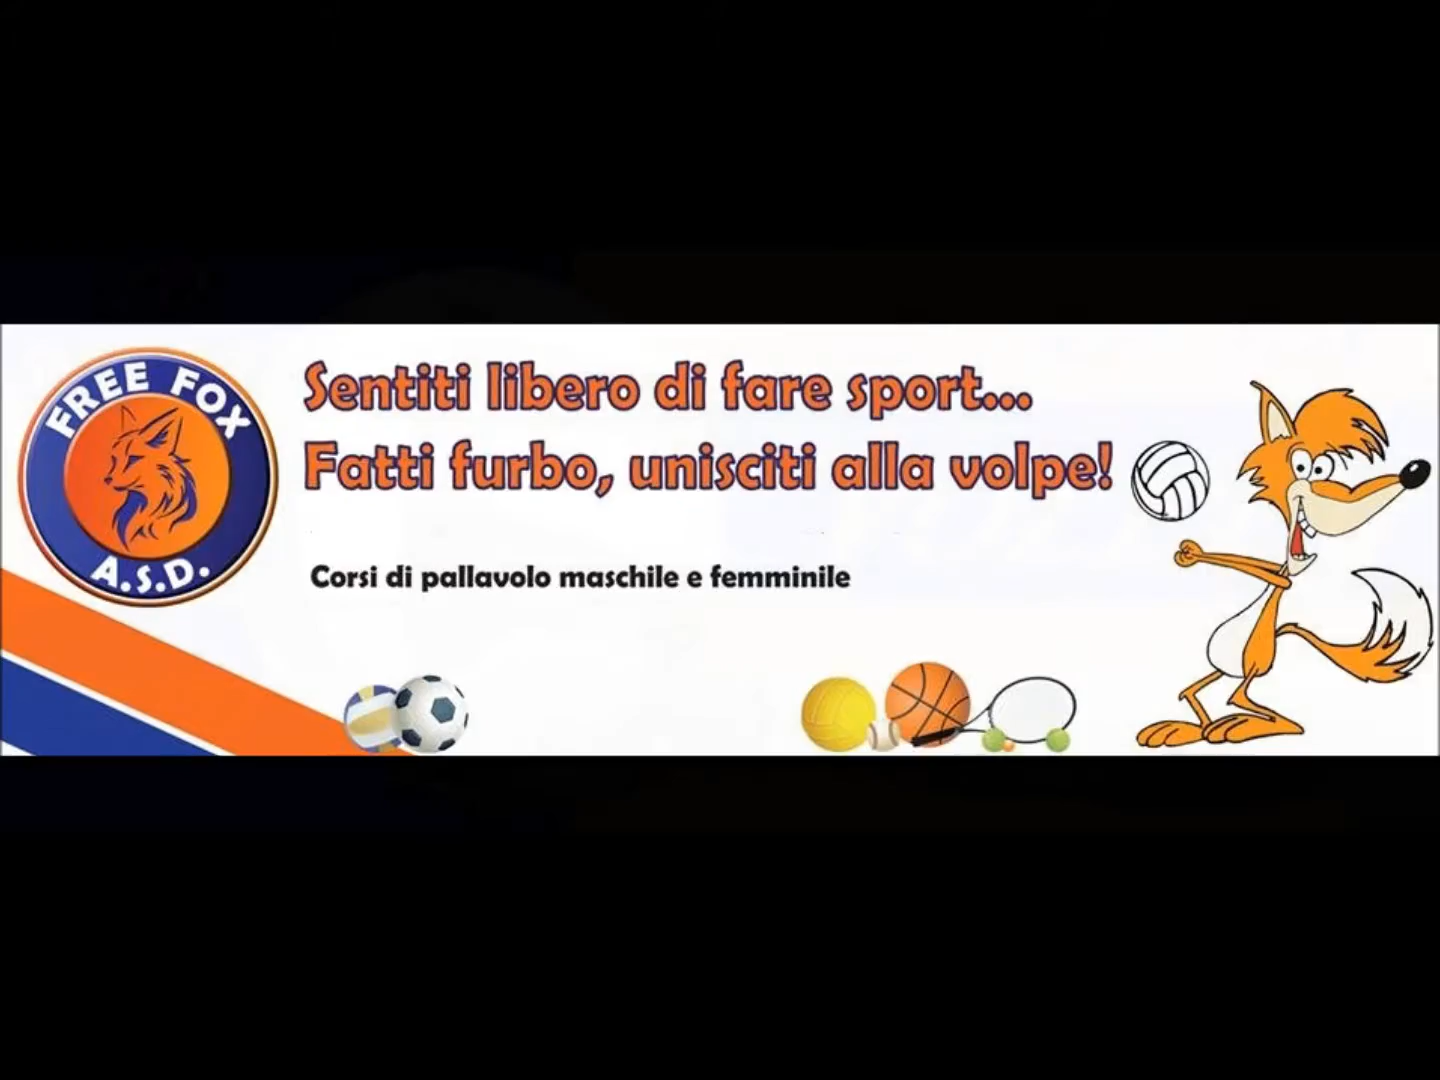 FREE FOX
A.S.D.
Sentiti libero di fare sport...
Fatti furbo, unisciti alla volpe!
Corsi di pallavolo maschile e femminile